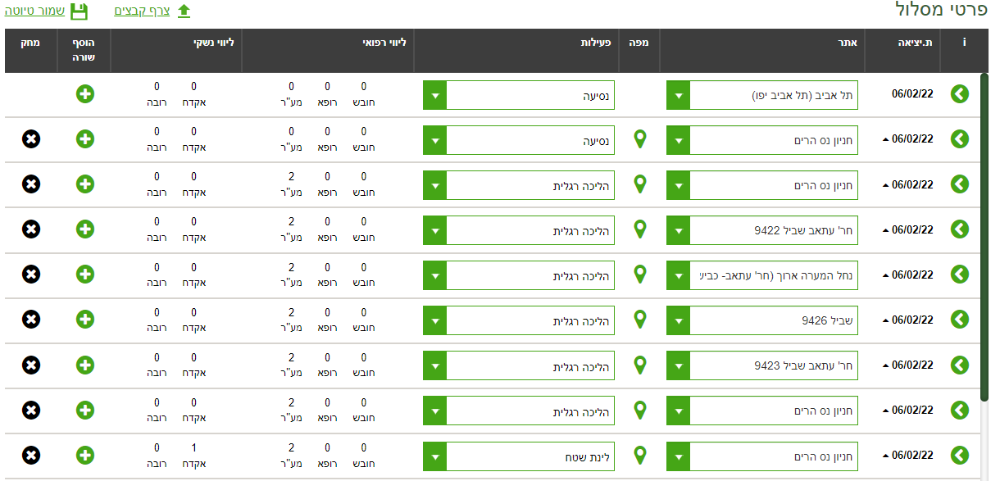 פרטי מסלול
צרף קבצים
שמור טיוטה
i ת.יציאה אתר מפה פעילות ליווי רפואי ליווי נשקי הוסף שורה מחק
06/02/22 תל אביב (תל אביב יפו) נסיעה 0 0 0 0 0
חובש רופא מע"ר אקדח רובה
06/02/22 חניון נס הרים נסיעה 0 0 0 0 0
חובש רופא מע"ר אקדח רובה
06/02/22 חניון נס הרים הליכה רגלית 0 0 2 0 0
חובש רופא מע"ר אקדח רובה
06/02/22 חר' עתאב שביל 9422 הליכה רגלית 0 0 2 0 0
חובש רופא מע"ר אקדח רובה
06/02/22 נחל המערה ארוך (חר' עתאב- כביש הליכה רגלית 0 0 2 0 0
חובש רופא מע"ר אקדח רובה
06/02/22 שביל 9426 הליכה רגלית 0 0 2 0 0
חובש רופא מע"ר אקדח רובה
06/02/22 חר' עתאב שביל 9423 הליכה רגלית 0 0 2 0 0
חובש רופא מע"ר אקדח רובה
06/02/22 חניון נס הרים הליכה רגלית 0 0 2 0 0
חובש רופא מע"ר אקדח רובה
06/02/22 חניון נס הרים לינת שטח 0 0 2 1 0
חובש רופא מע"ר אקדח רובה